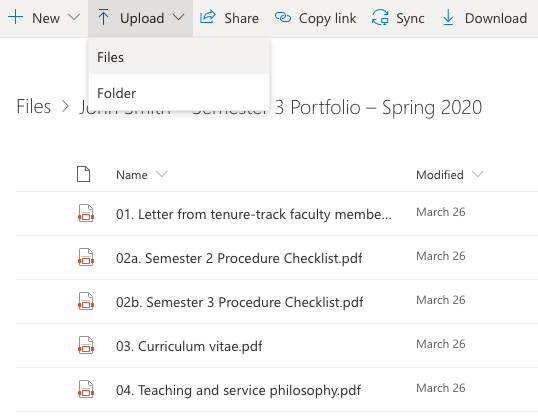 New Upload Share Copy link Sync Download
Files
Folder
Files > John Smith – Semester 3 Portfolio – Spring 2020
Name Modified
01. Letter from tenure-track faculty membe... March 26
02a. Semester 2 Procedure Checklist.pdf March 26
02b. Semester 3 Procedure Checklist.pdf March 26
03. Curriculum vitae.pdf March 26
04. Teaching and service philosophy.pdf March 26